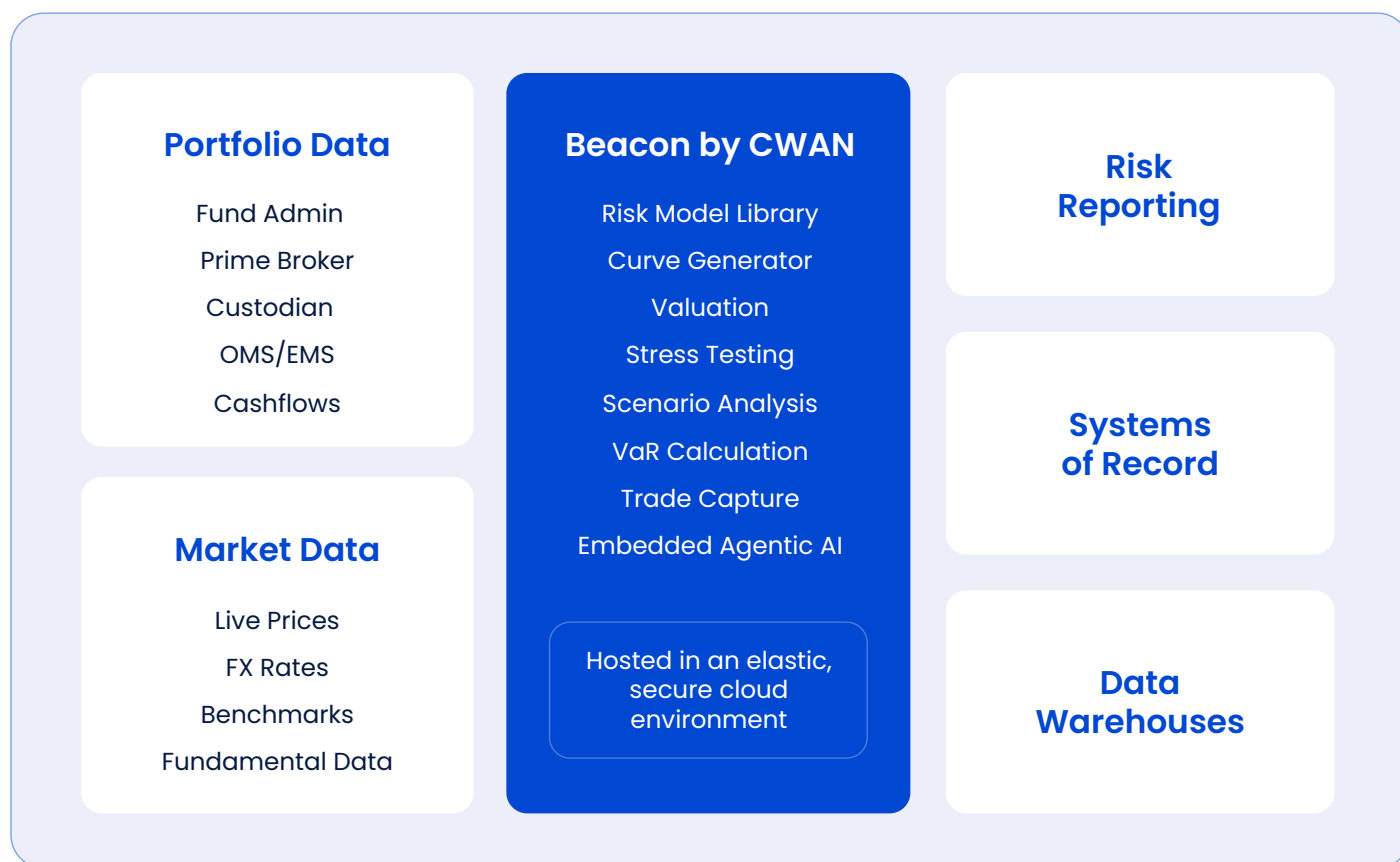 Portfolio Data
Fund Admin
Prime Broker
Custodian
OMS/EMS
Cashflows
Market Data
Live Prices
FX Rates
Benchmarks
Fundamental Data
Beacon by CWAN
Risk Model Library
Curve Generator
Valuation
Stress Testing
Scenario Analysis
VaR Calculation
Trade Capture
Embedded Agentic AI
Hosted in an elastic,
secure cloud
environment
Risk
Reporting
Systems
of Record
Data
Warehouses